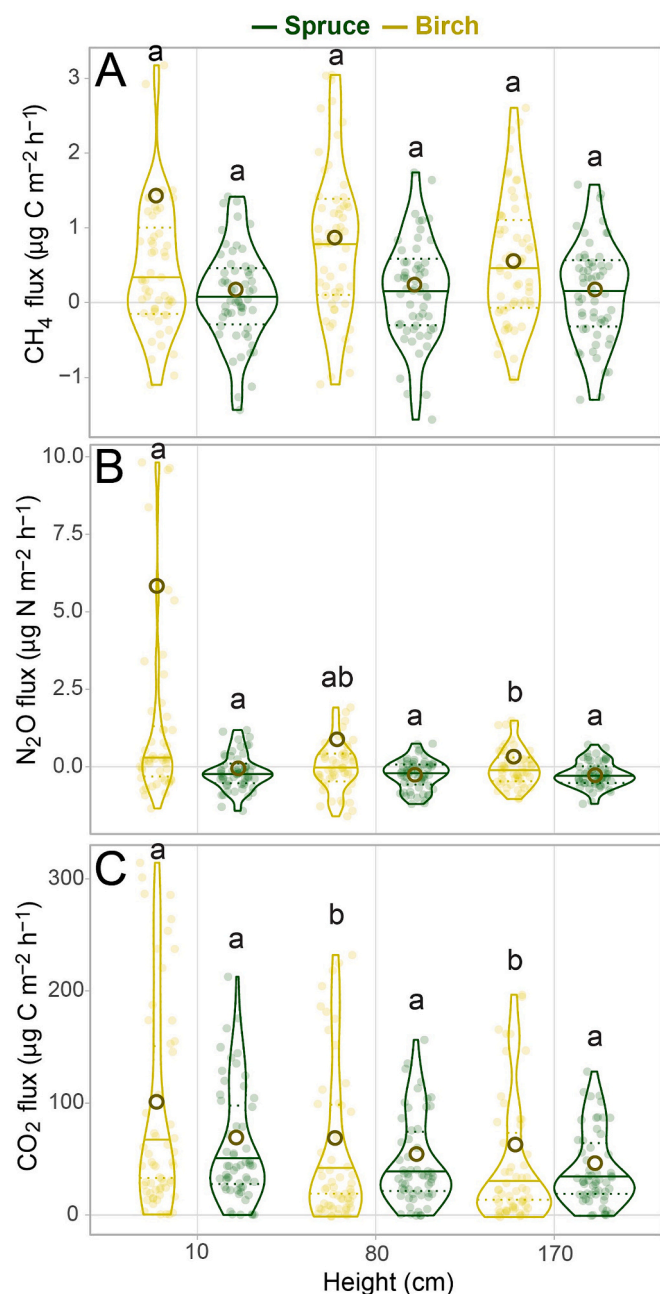 — Spruce — Birch
A
CH₄ flux (µg C m⁻² h⁻¹)
3
2
1
0
−1
a a a a a a
B
N₂O flux (µg N m⁻² h⁻¹)
10.0
7.5
5.0
2.5
0.0
a a ab a b a
C
CO₂ flux (µg C m⁻² h⁻¹)
300
200
100
0
a a b a b a
10 80 170
Height (cm)